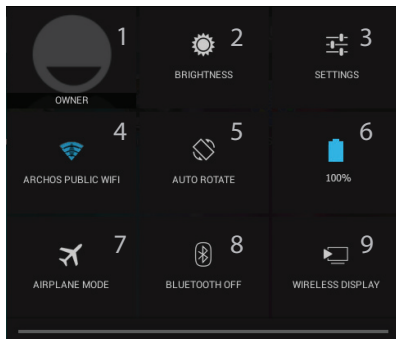 1
2
3
OWNER
BRIGHTNESS
SETTINGS
4
5
6
ARCHOS PUBLIC WIFI
AUTO ROTATE
100%
7
8
9
AIRPLANE MODE
BLUETOOTH OFF
WIRELESS DISPLAY